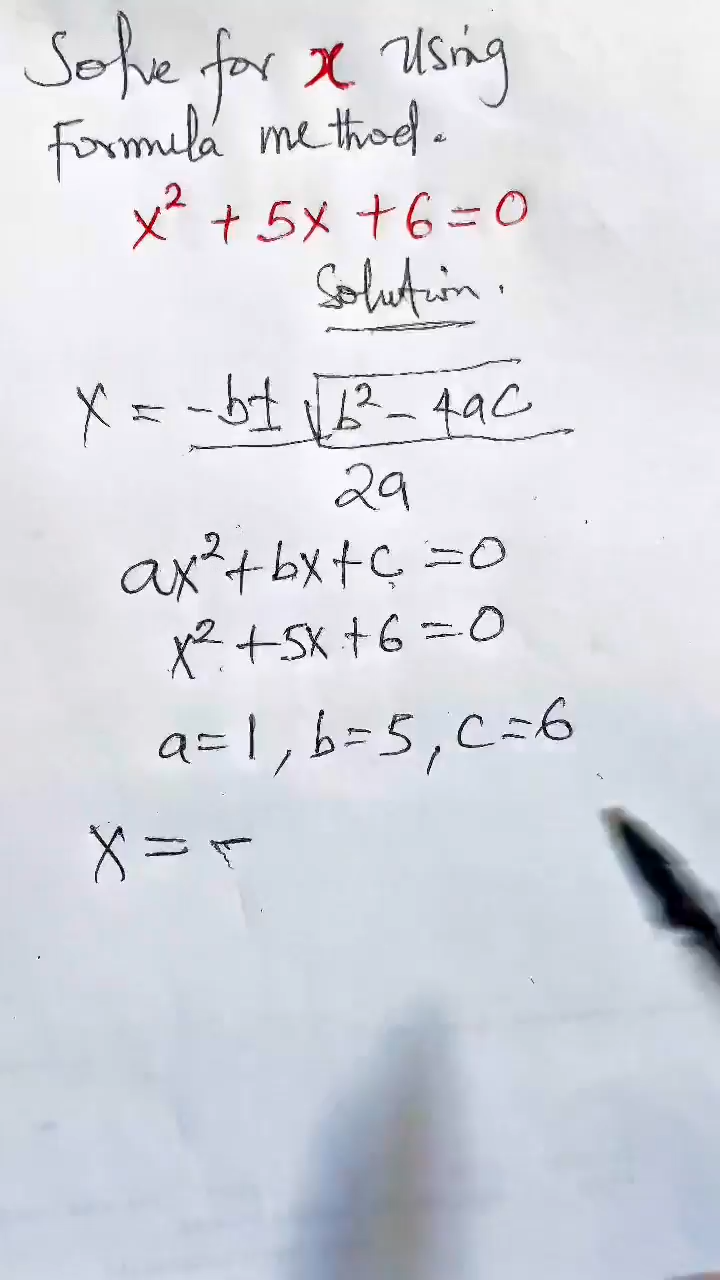 Solve for x using
Formula method.
x² + 5x + 6 = 0
Solution.
x = -b ± √b² - 4ac
2a
ax² + bx + c = 0
x² + 5x + 6 = 0
a = 1, b = 5, c = 6
x = -